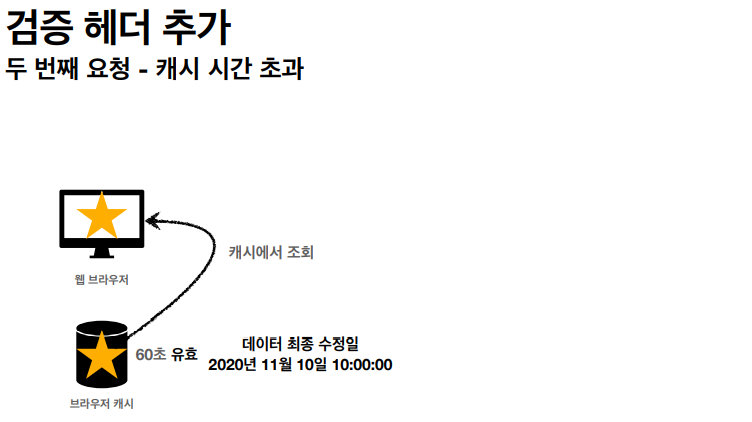 검증 헤더 추가
두 번째 요청 - 캐시 시간 초과
캐시에서 조회
웹 브라우저
60초 유효
데이터 최종 수정일
2020년 11월 10일 10:00:00
브라우저 캐시